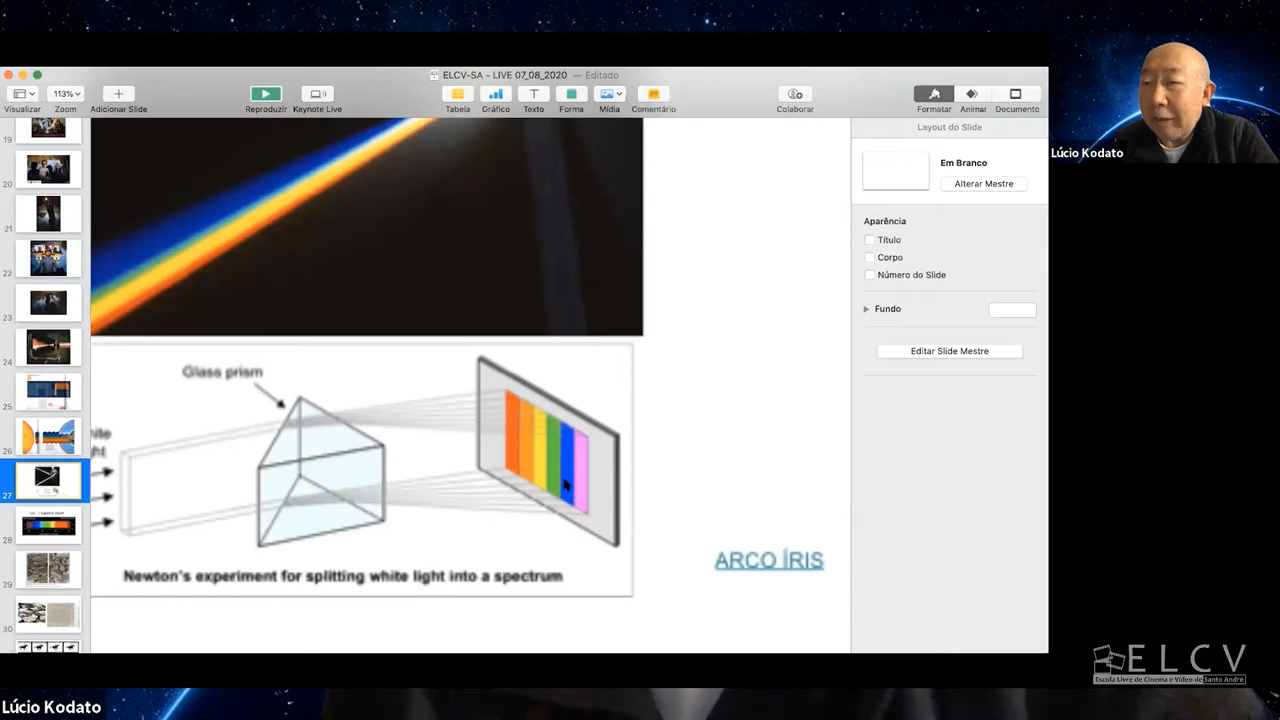 ELCV-SA - LIVE 07_08_2020 — Editado
113%
Visualizar
Zoom
Adicionar Slide
Reproduzir
Keynote Live
Tabela
Gráfico
Texto
Forma
Mídia
Comentário
Colaborar
Formatar
Animar
Documento
Layout do Slide
Em Branco
Alterar Mestre
Aparência
Título
Corpo
Número do Slide
Fundo
Editar Slide Mestre
19
20
21
22
23
24
25
26
27
28
29
30
Glass prism
Newton's experiment for splitting white light into a spectrum
ARCO ÍRIS
Lúcio Kodato
ELCV
Escola Livre de Cinema e Vídeo de Santo André
Lúcio Kodato